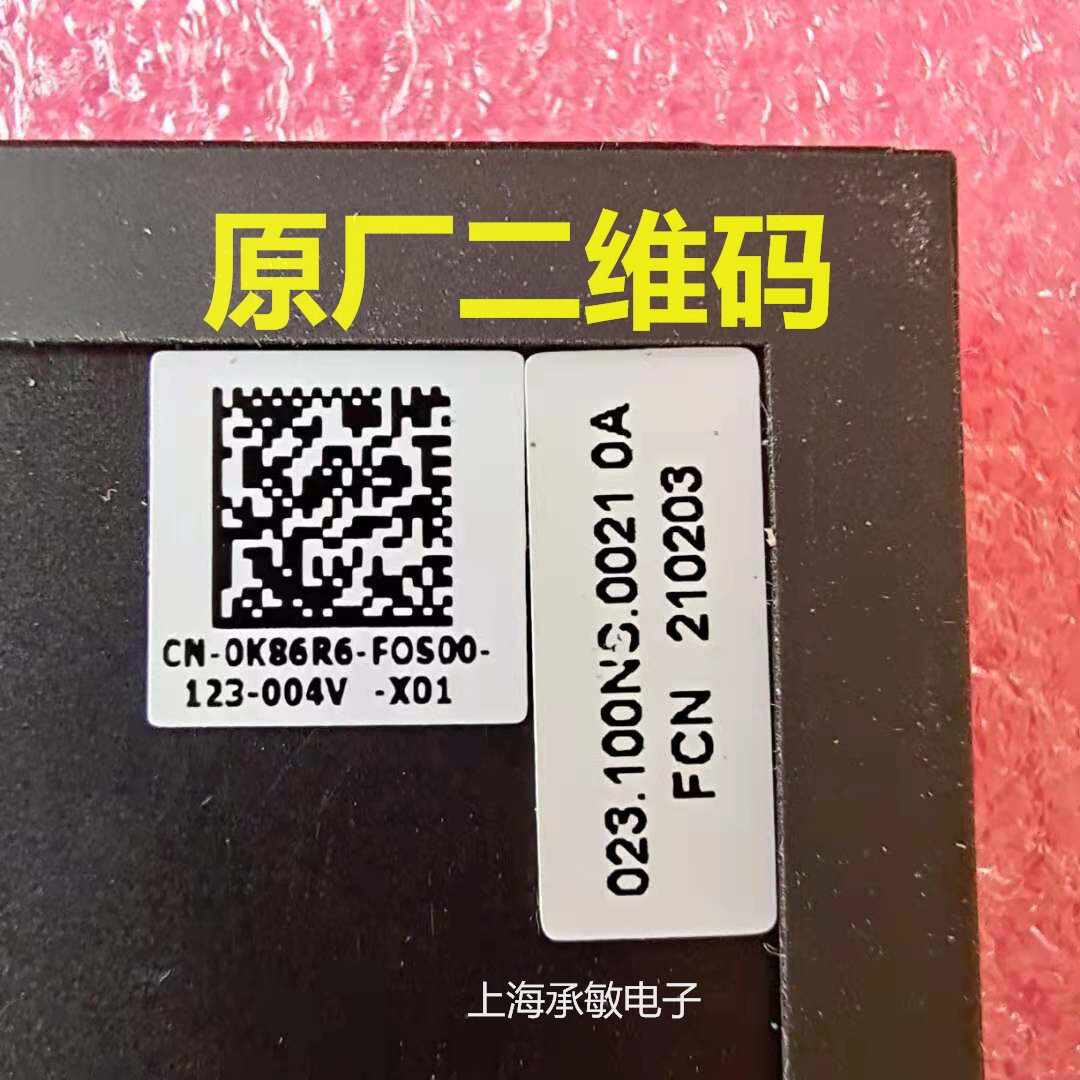 原厂二维码
CN-0K86R6-FOS00-
123-004V -X01
023.100NS.0021 0A
FCN 210203
上海承敏电子